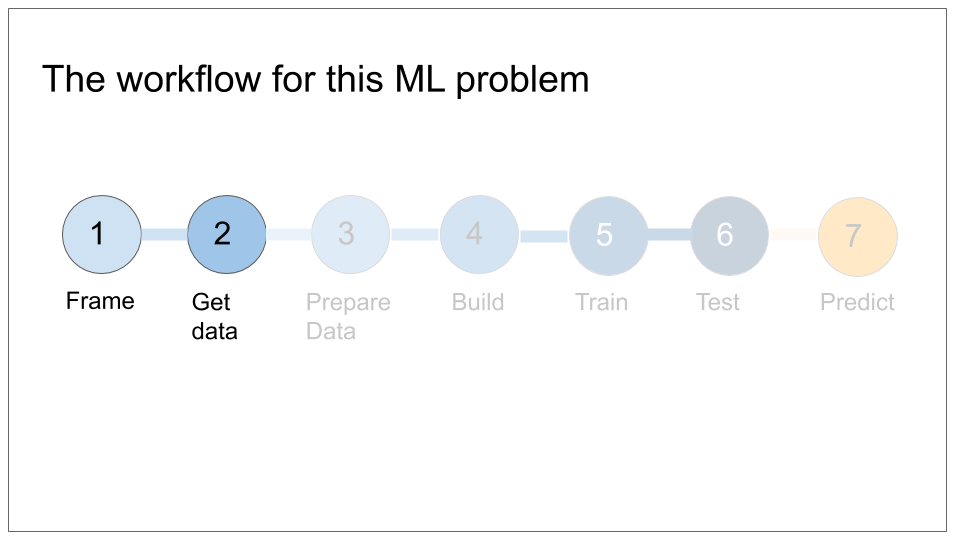 The workflow for this ML problem
1 2 3 4 5 6 7
Frame Get Prepare Build Train Test Predict
data Data